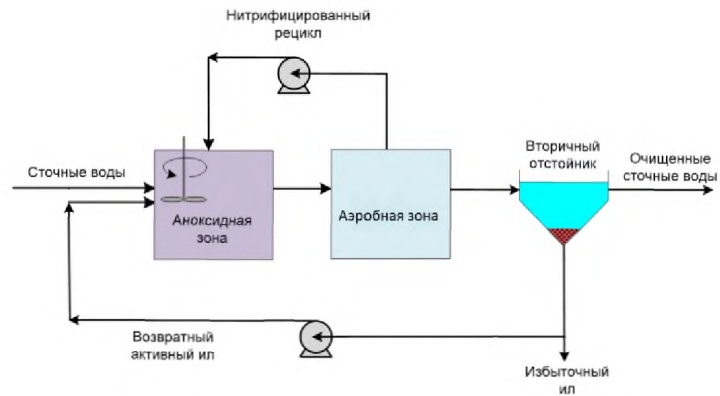 Нитрифицированный
рецикл
Сточные воды
Аноксидная
зона
Аэробная зона
Вторичный
отстойник
Очищенные
сточные воды
Возвратный
активный ил
Избыточный
ил